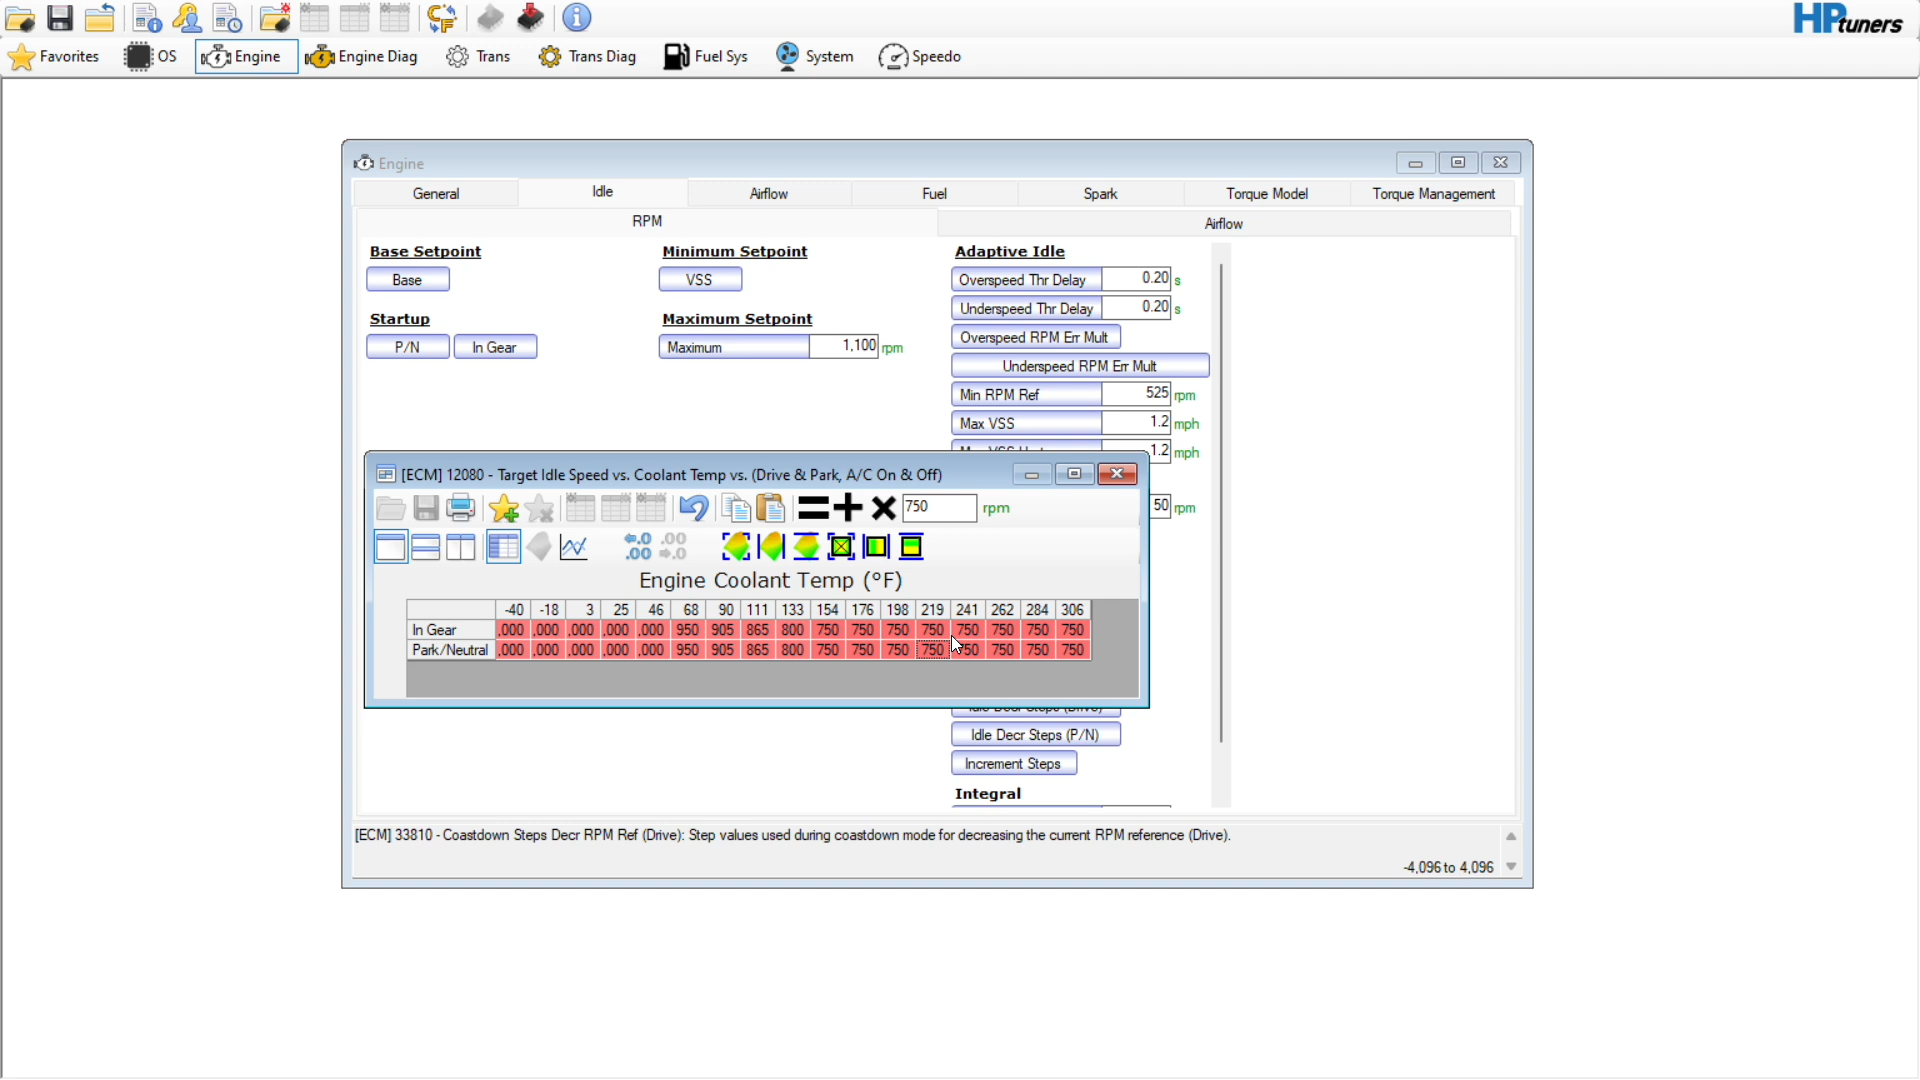 HPtuners
Favorites OS Engine Engine Diag Trans Trans Diag Fuel Sys System Speedo
Engine
General Idle Airflow Fuel Spark Torque Model Torque Management
RPM Airflow
Base Setpoint Minimum Setpoint Adaptive Idle
Base VSS Overspeed Thr Delay 0.20 s
Underspeed Thr Delay 0.20 s
Startup Maximum Setpoint
P/N In Gear Maximum 1,100 rpm Overspeed RPM Err Mult
Underspeed RPM Err Mult
Min RPM Ref 525 rpm
Max VSS 1.2 mph
1.2 mph
[ECM] 12080 - Target Idle Speed vs. Coolant Temp vs. (Drive & Park, A/C On & Off)
750 rpm 50 rpm
Engine Coolant Temp (°F)
-40 -18 3 25 46 68 90 111 133 154 176 198 219 241 262 284 306
In Gear ,000 ,000 ,000 ,000 ,000 950 905 865 800 750 750 750 750 750 750 750 750
Park/Neutral ,000 ,000 ,000 ,000 ,000 950 905 865 800 750 750 750 750 750 750 750 750
Idle Decr Steps (Drive)
Idle Decr Steps (P/N)
Increment Steps
Integral
[ECM] 33810 - Coastdown Steps Decr RPM Ref (Drive): Step values used during coastdown mode for decreasing the current RPM reference (Drive).
-4,096 to 4,096